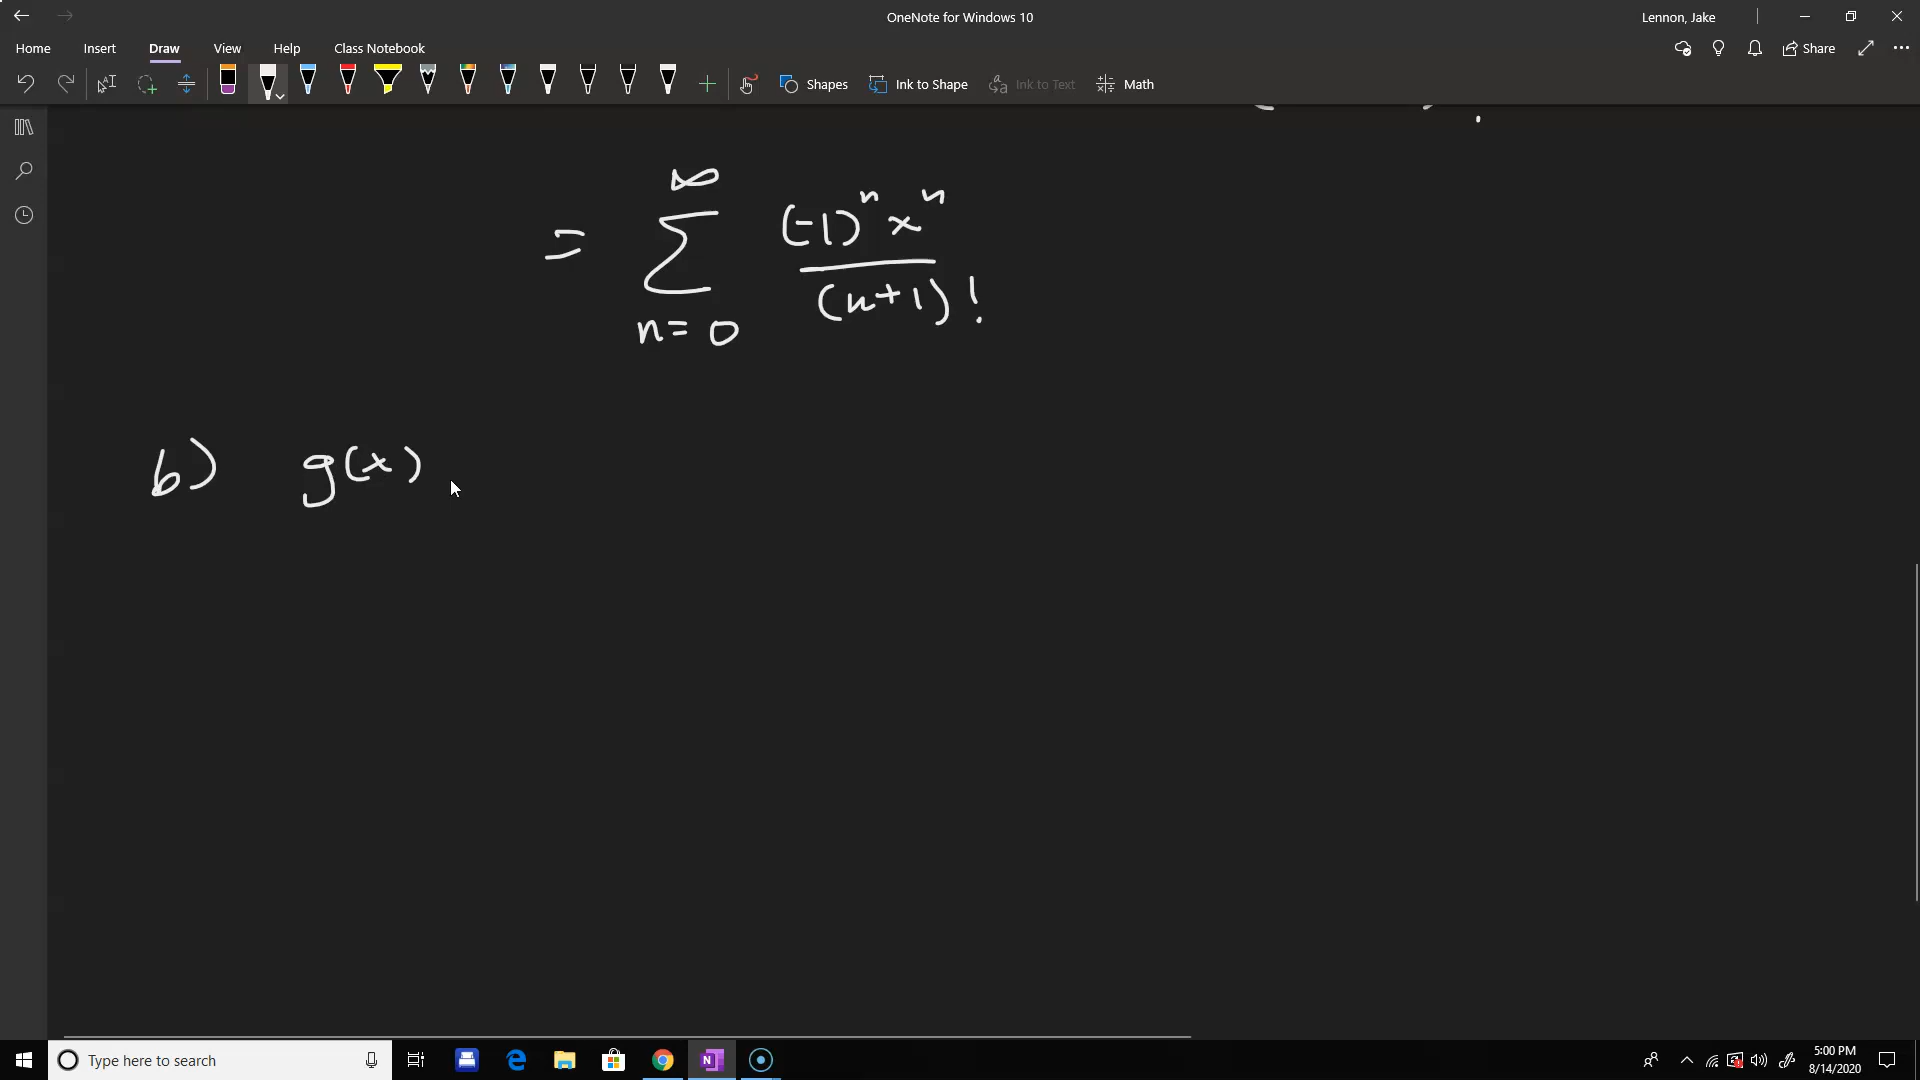 OneNote for Windows 10
Lennon, Jake
Home Insert Draw View Help Class Notebook
Share
Shapes Ink to Shape Ink to Text Math
= ∞ ∑ n=0 (-1)^n x^n / (n+1)!
b) g(x)
Type here to search
5:00 PM
8/14/2020